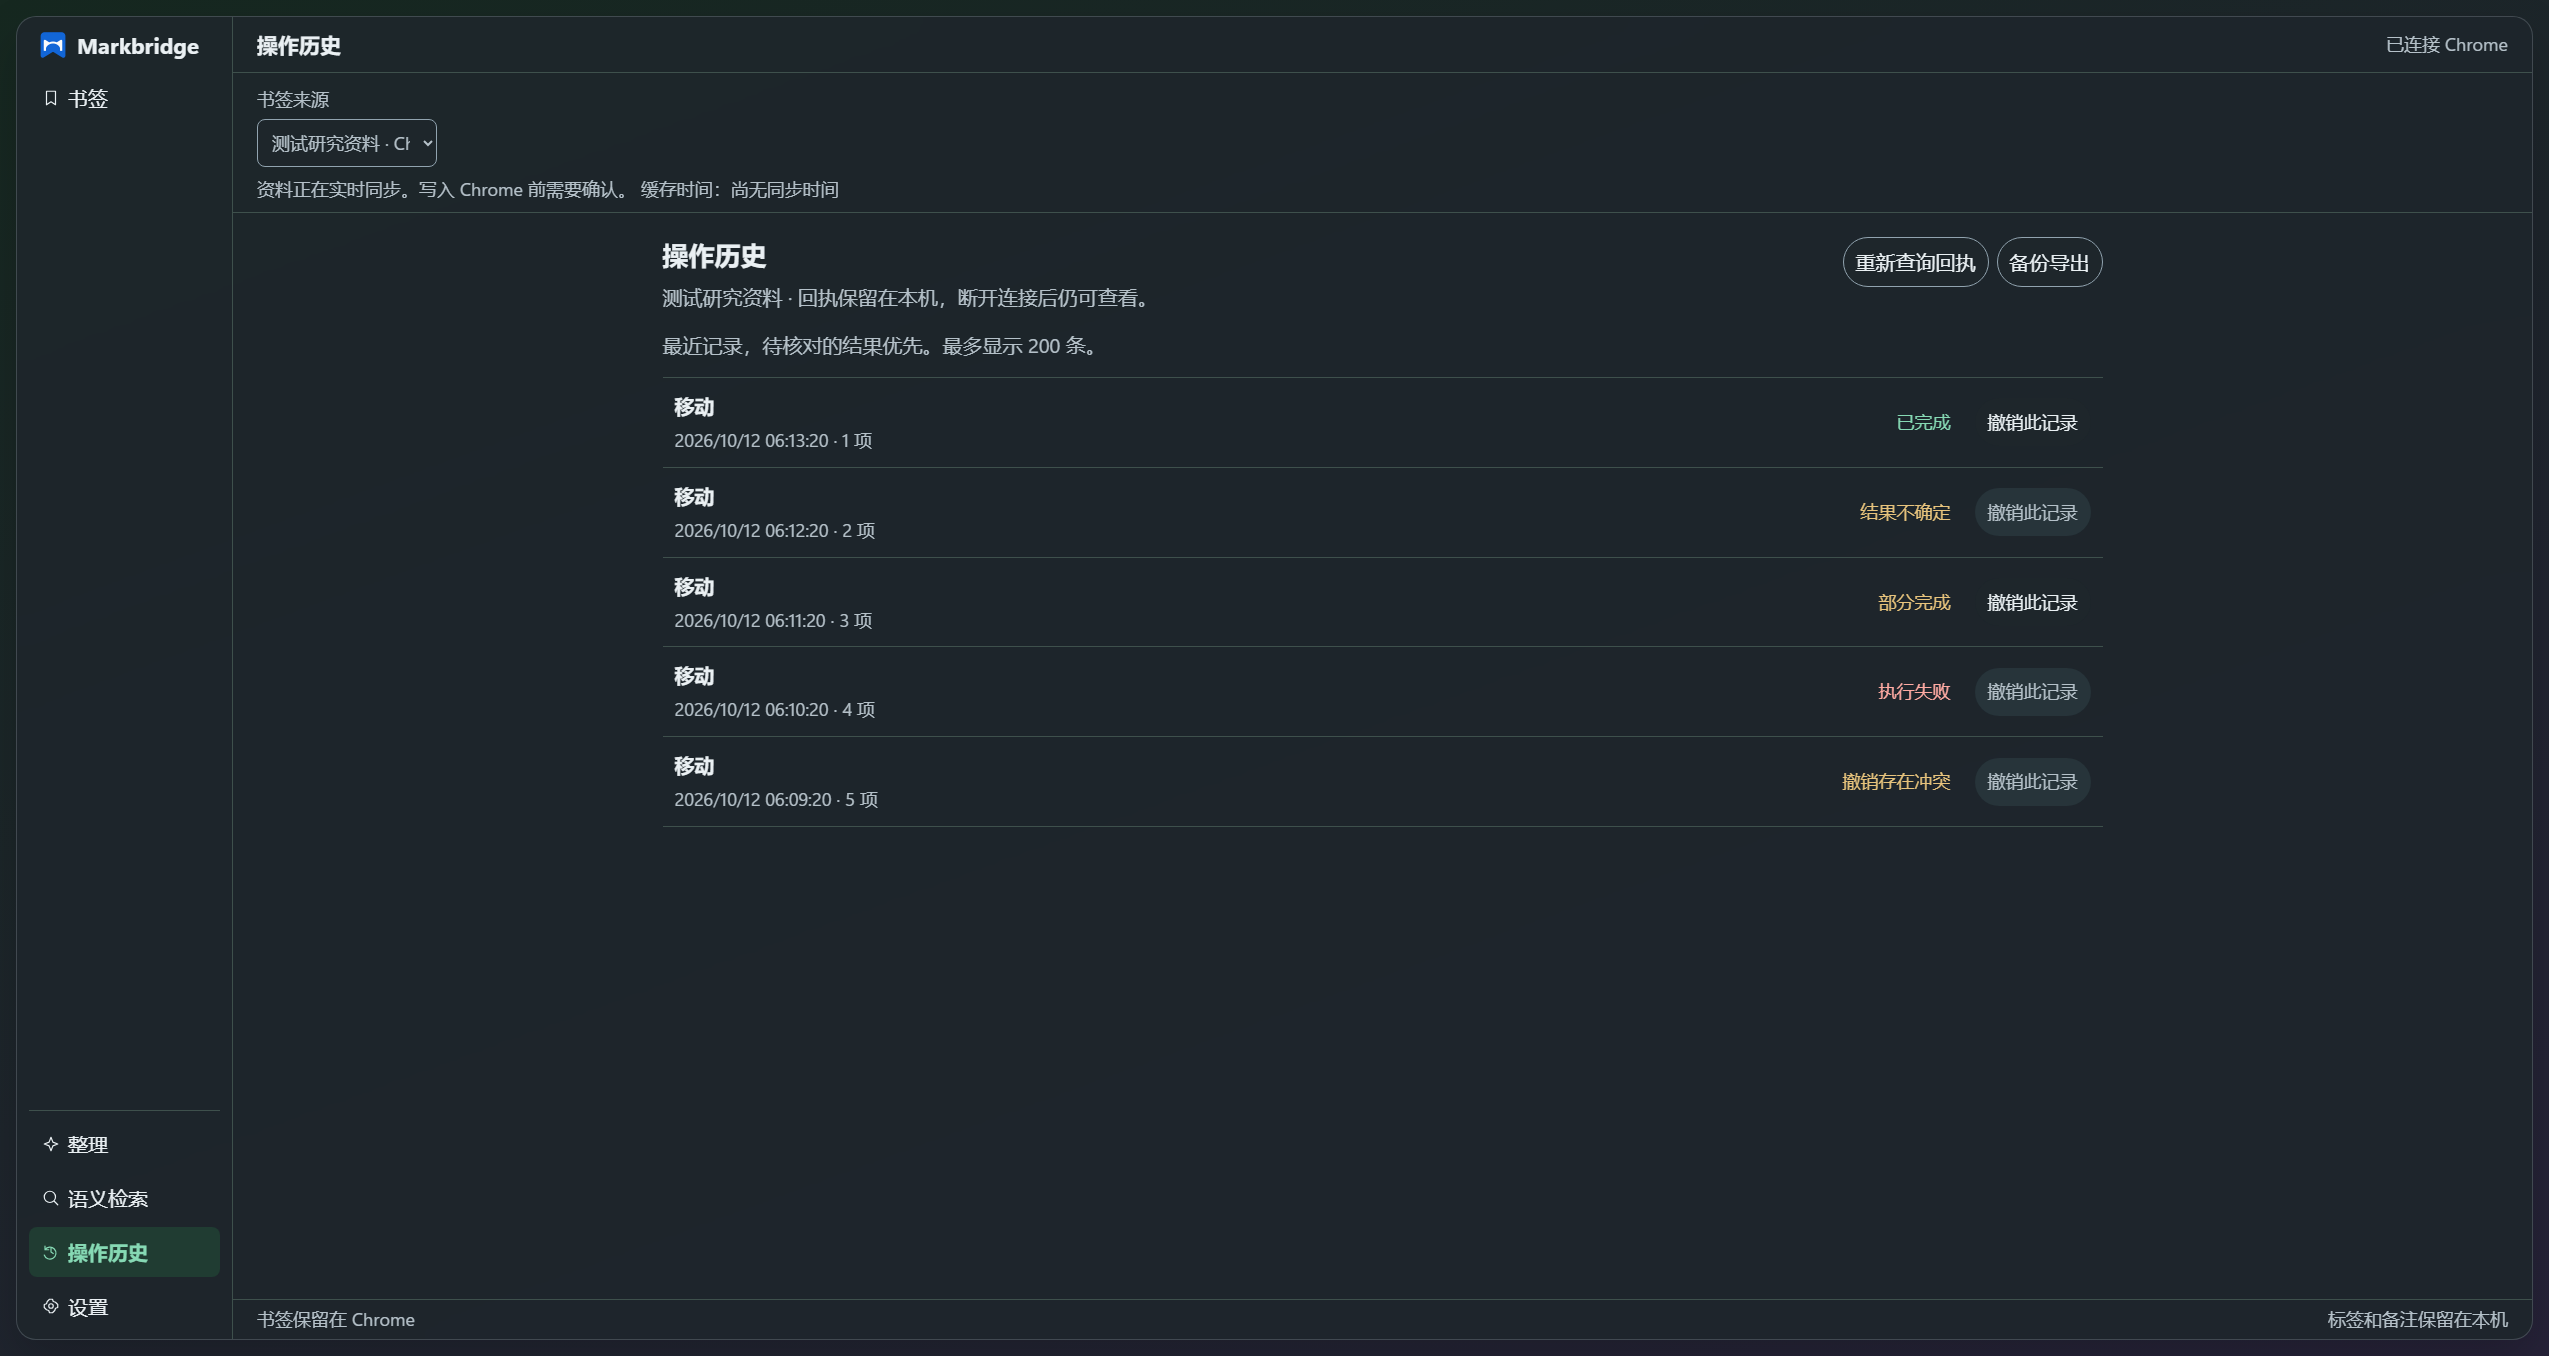 Markbridge
书签
整理
语义检索
操作历史
设置
操作历史
已连接 Chrome
书签来源
测试研究资料 · Ch
资料正在实时同步。写入 Chrome 前需要确认。 缓存时间：尚无同步时间
操作历史
重新查询回执
备份导出
测试研究资料 · 回执保留在本机，断开连接后仍可查看。
最近记录，待核对的结果优先。最多显示 200 条。
移动
2026/10/12 06:13:20 · 1 项
已完成
撤销此记录
移动
2026/10/12 06:12:20 · 2 项
结果不确定
撤销此记录
移动
2026/10/12 06:11:20 · 3 项
部分完成
撤销此记录
移动
2026/10/12 06:10:20 · 4 项
执行失败
撤销此记录
移动
2026/10/12 06:09:20 · 5 项
撤销存在冲突
撤销此记录
书签保留在 Chrome
标签和备注保留在本机